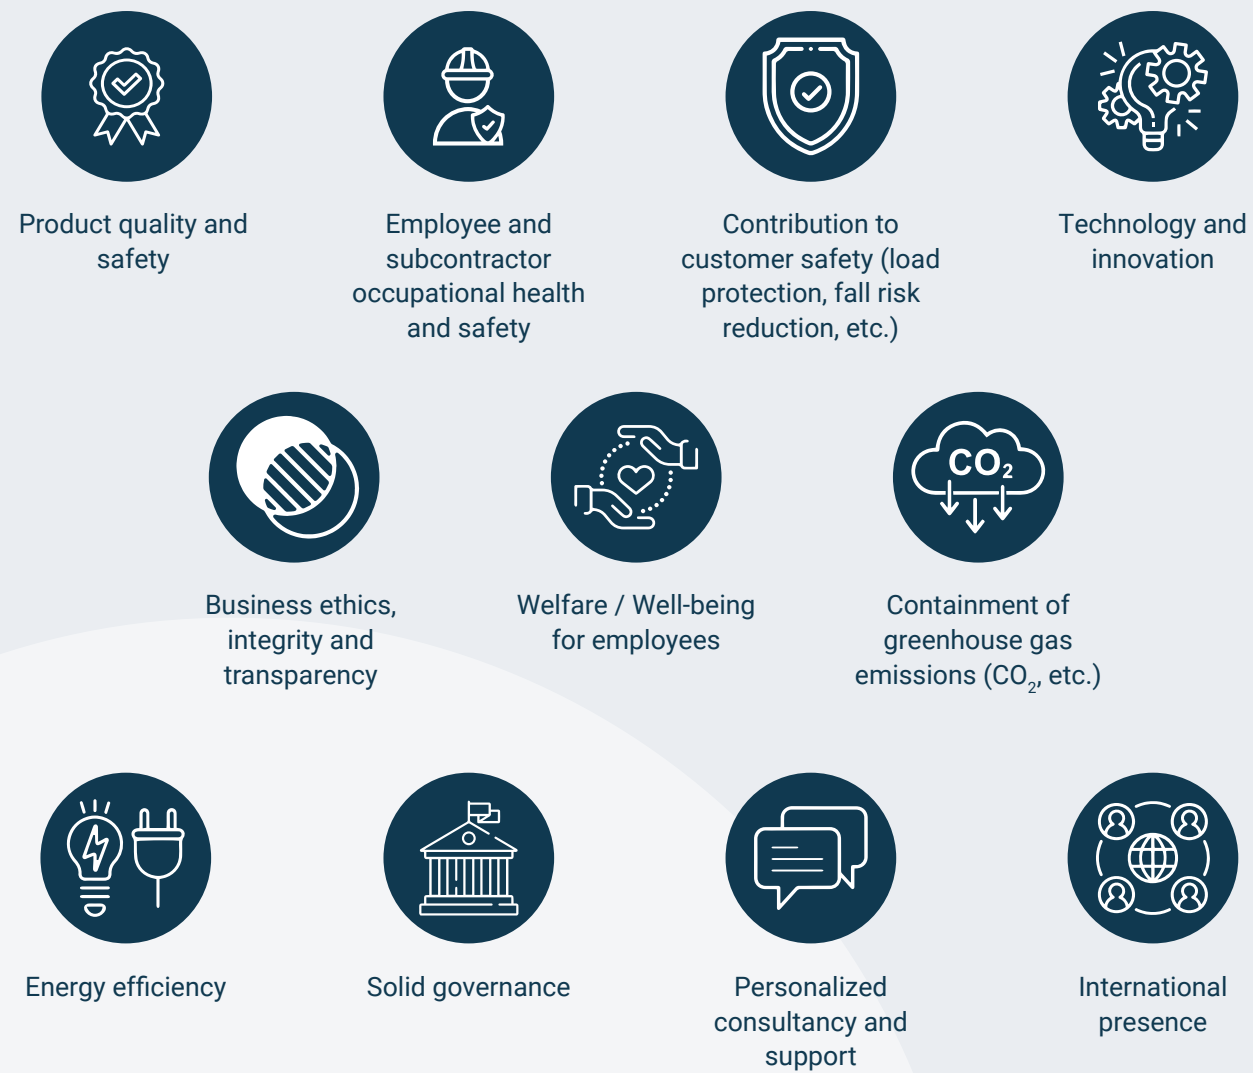 Product quality and
safety
Employee and
subcontractor
occupational health
and safety
Contribution to
customer safety (load
protection, fall risk
reduction, etc.)
Technology and
innovation
Business ethics,
integrity and
transparency
Welfare / Well-being
for employees
CO₂
Containment of
greenhouse gas
emissions (CO₂, etc.)
Energy efficiency
Solid governance
Personalized
consultancy and
support
International
presence